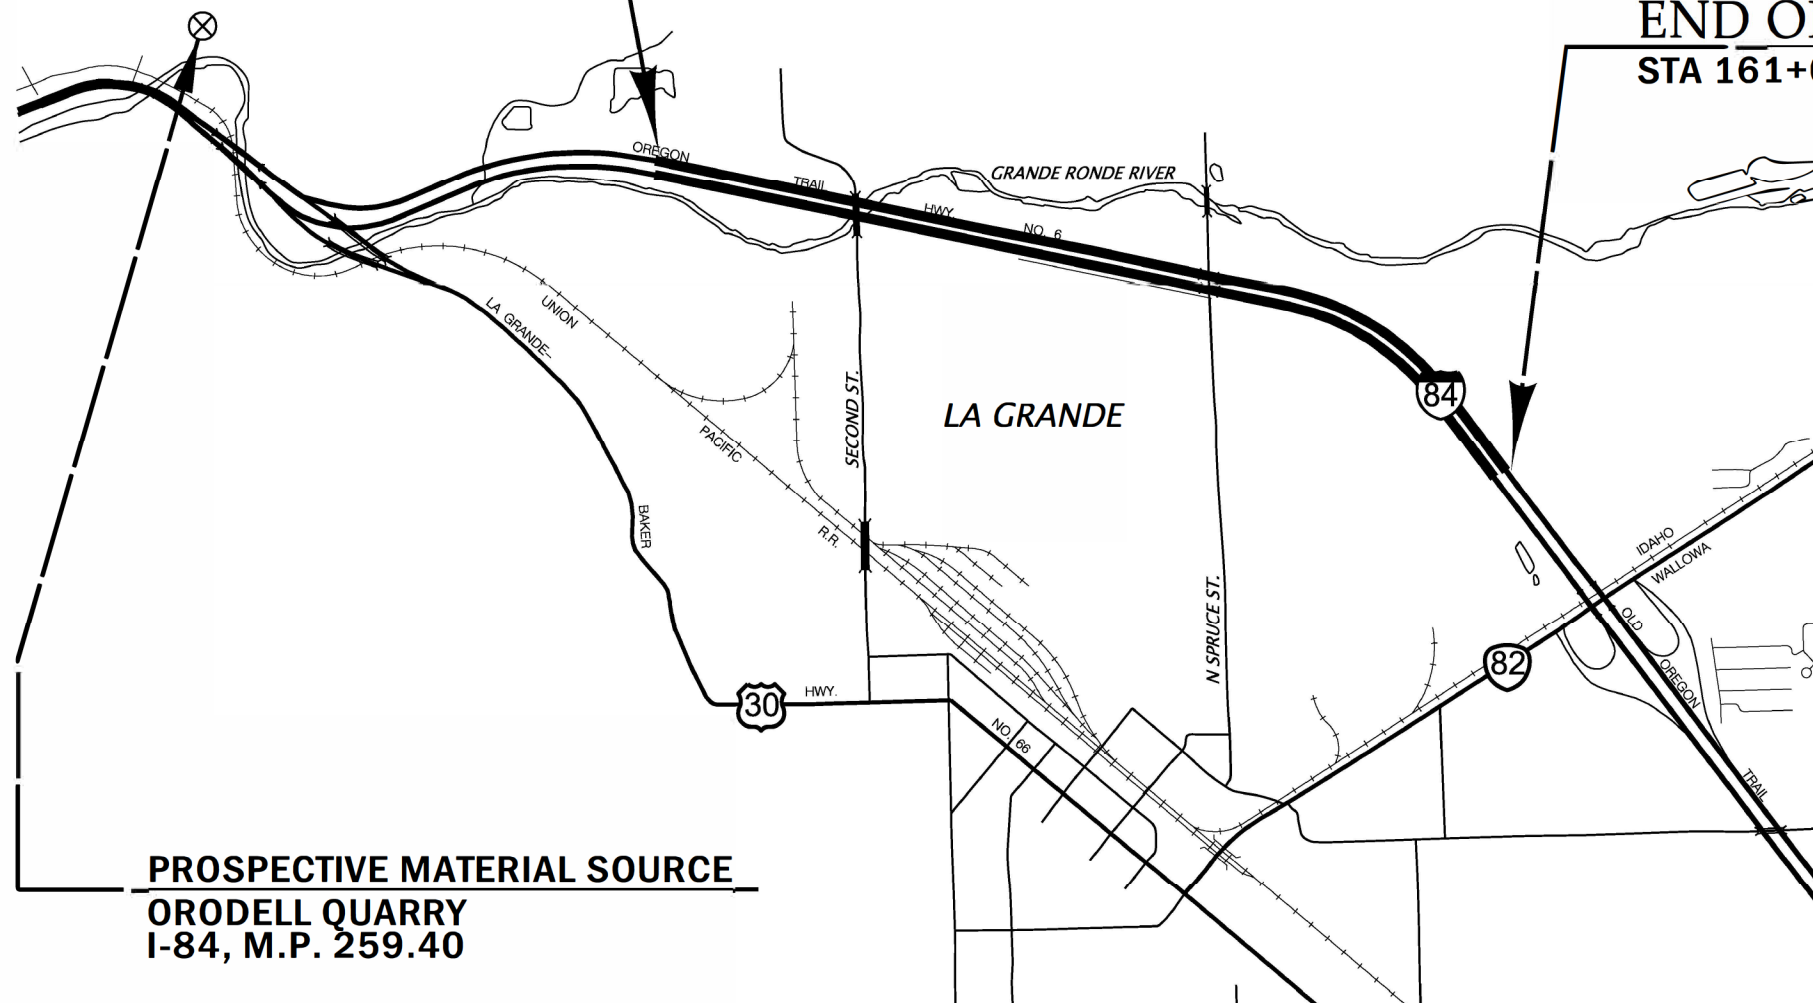 END O
STA 161+
OREGON
TRAIL
HWY.
NO. 6
GRANDE RONDE RIVER
UNION
LA GRANDE-
84
SECOND ST.
LA GRANDE
PACIFIC
R.R.
BAKER
IDAHO
WALLOWA
N SPRUCE ST.
OLD
82
OREGON
30
HWY.
NO. 66
TRAIL
PROSPECTIVE MATERIAL SOURCE
ORODELL QUARRY
I-84, M.P. 259.40